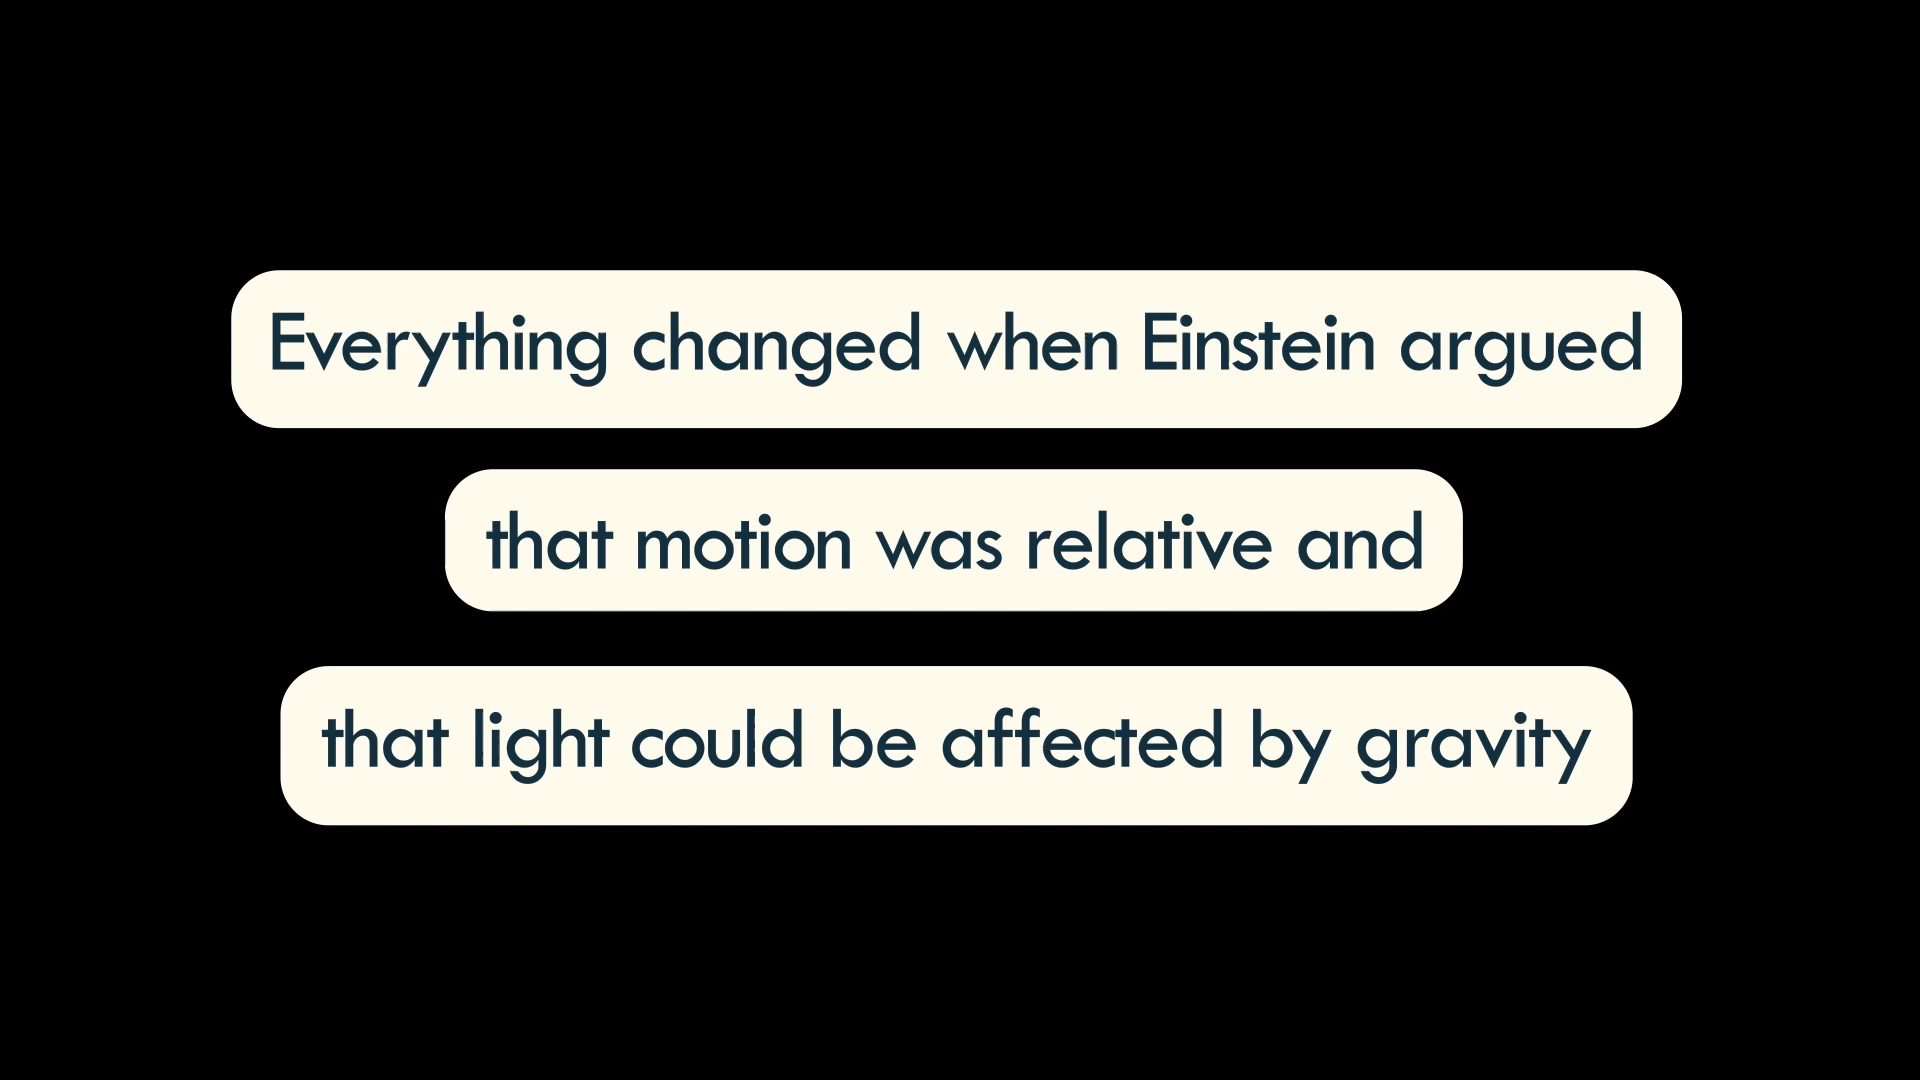 Everything changed when Einstein argued
that motion was relative and
that light could be affected by gravity